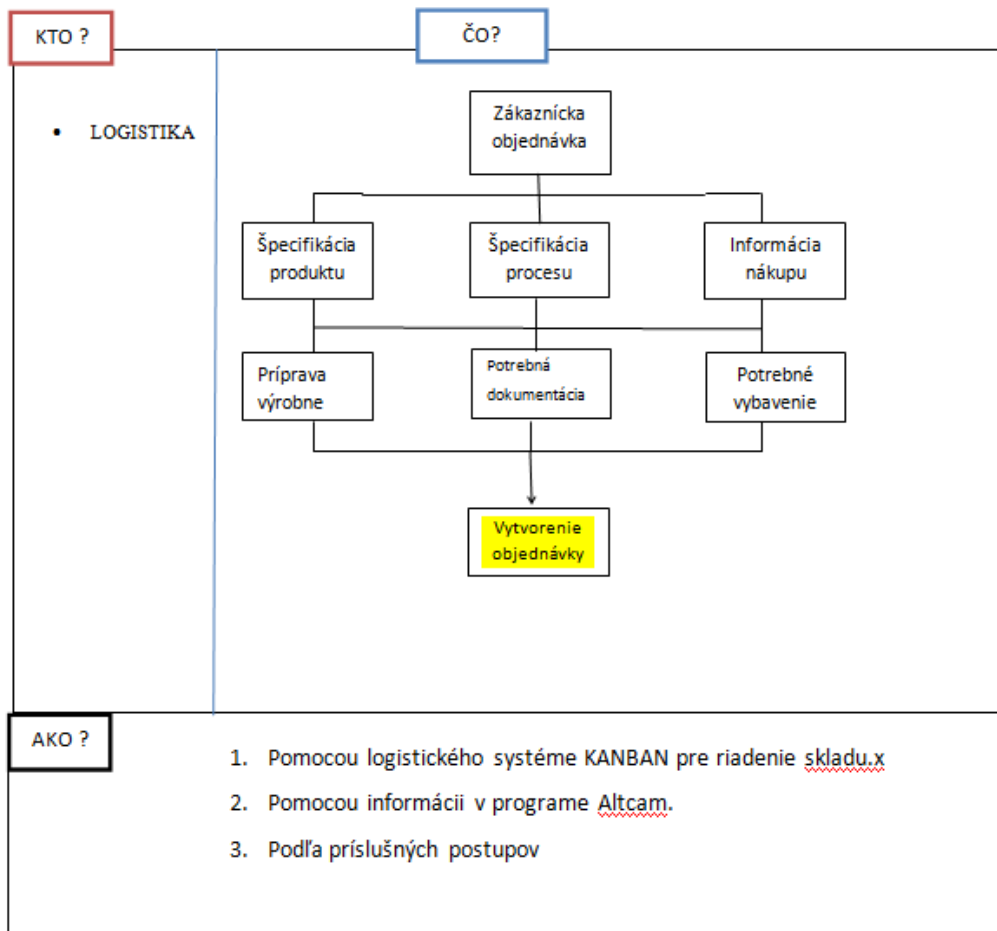 KTO ?
ČO?
• LOGISTIKA
Zákaznícka
objednávka
Špecifikácia
produktu
Špecifikácia
procesu
Informácia
nákupu
Príprava
výrobne
Potrebná
dokumentácia
Potrebné
vybavenie
Vytvorenie
objednávky
AKO ?
1. Pomocou logistického systéme KANBAN pre riadenie skladu.x
2. Pomocou informácii v programe Altcam.
3. Podľa príslušných postupov